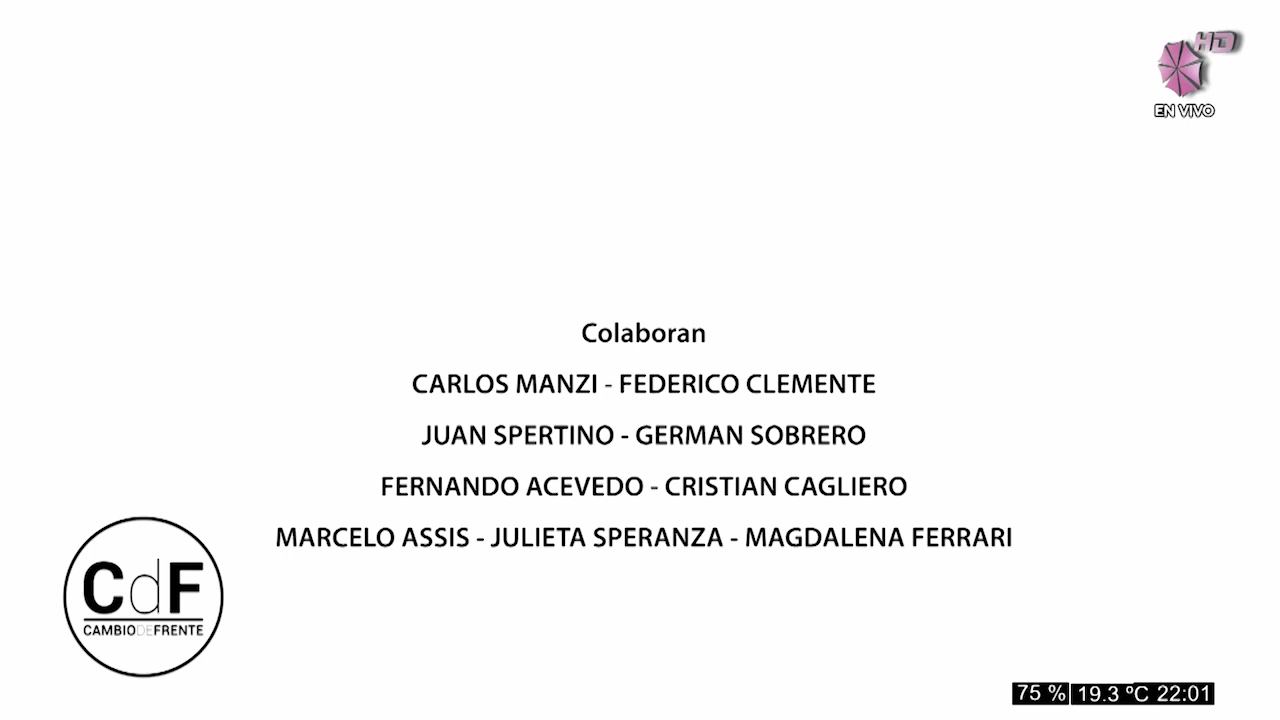 HD
EN VIVO
Colaboran
CARLOS MANZI - FEDERICO CLEMENTE
JUAN SPERTINO - GERMAN SOBRERO
FERNANDO ACEVEDO - CRISTIAN CAGLIERO
MARCELO ASSIS - JULIETA SPERANZA - MAGDALENA FERRARI
CdF
CAMBIODEFRENTE
75 % 19.3 ºC 22:01